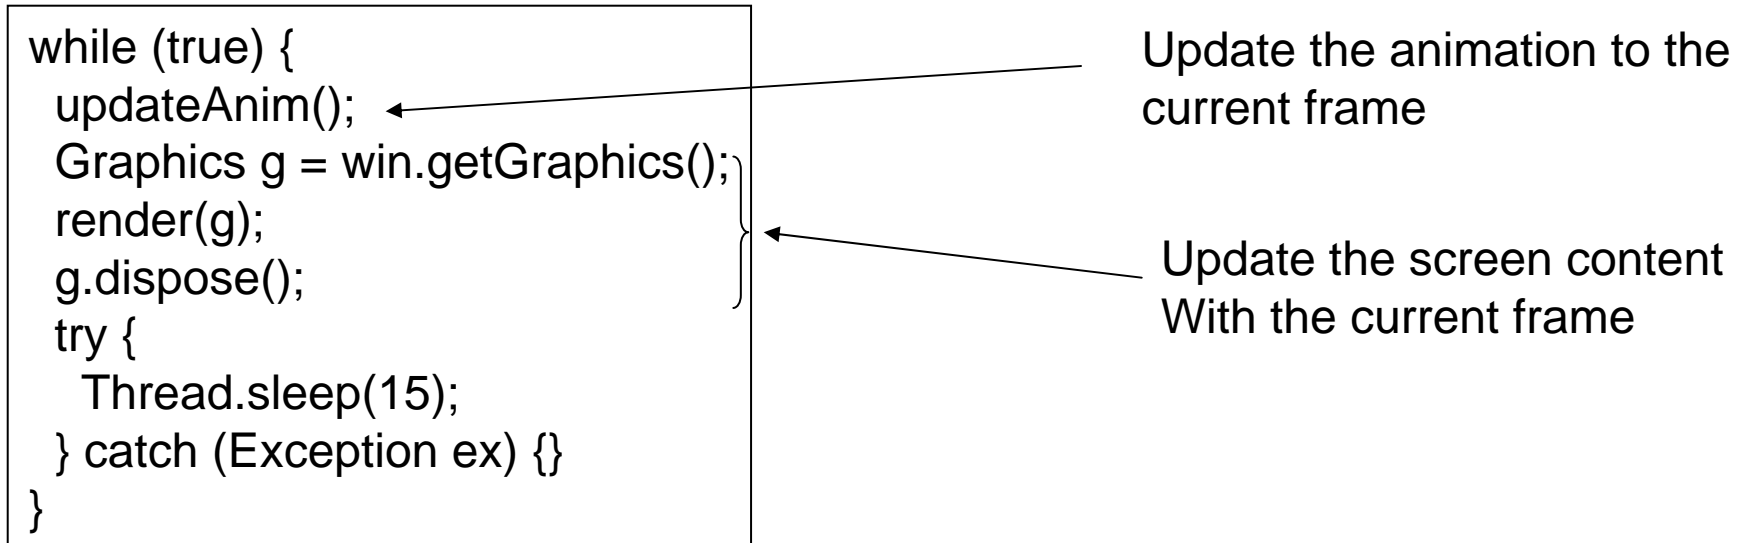 while (true) {
updateAnim();
Graphics g = win.getGraphics();
render(g);
g.dispose();
try {
Thread.sleep(15);
} catch (Exception ex) {}
}
Update the animation to the
current frame
Update the screen content
With the current frame